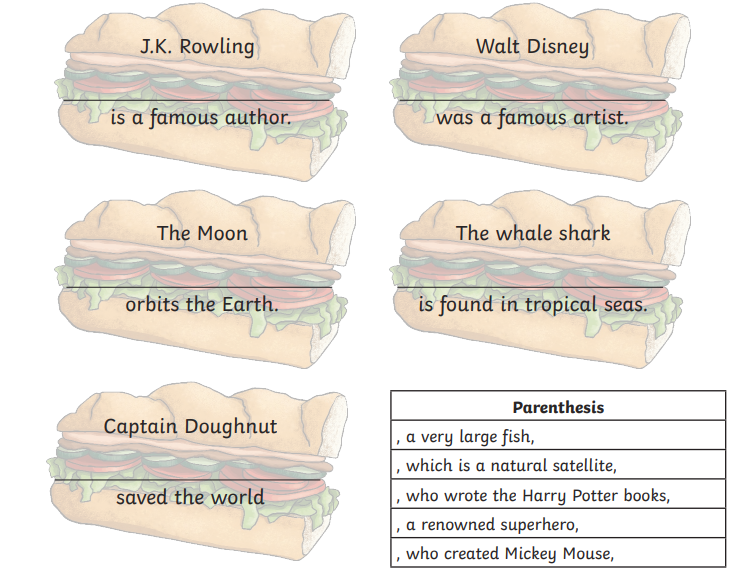 J.K. Rowling
is a famous author.
Walt Disney
was a famous artist.
The Moon
orbits the Earth.
The whale shark
is found in tropical seas.
Captain Doughnut
saved the world
Parenthesis
, a very large fish,
, which is a natural satellite,
, who wrote the Harry Potter books,
, a renowned superhero,
, who created Mickey Mouse,